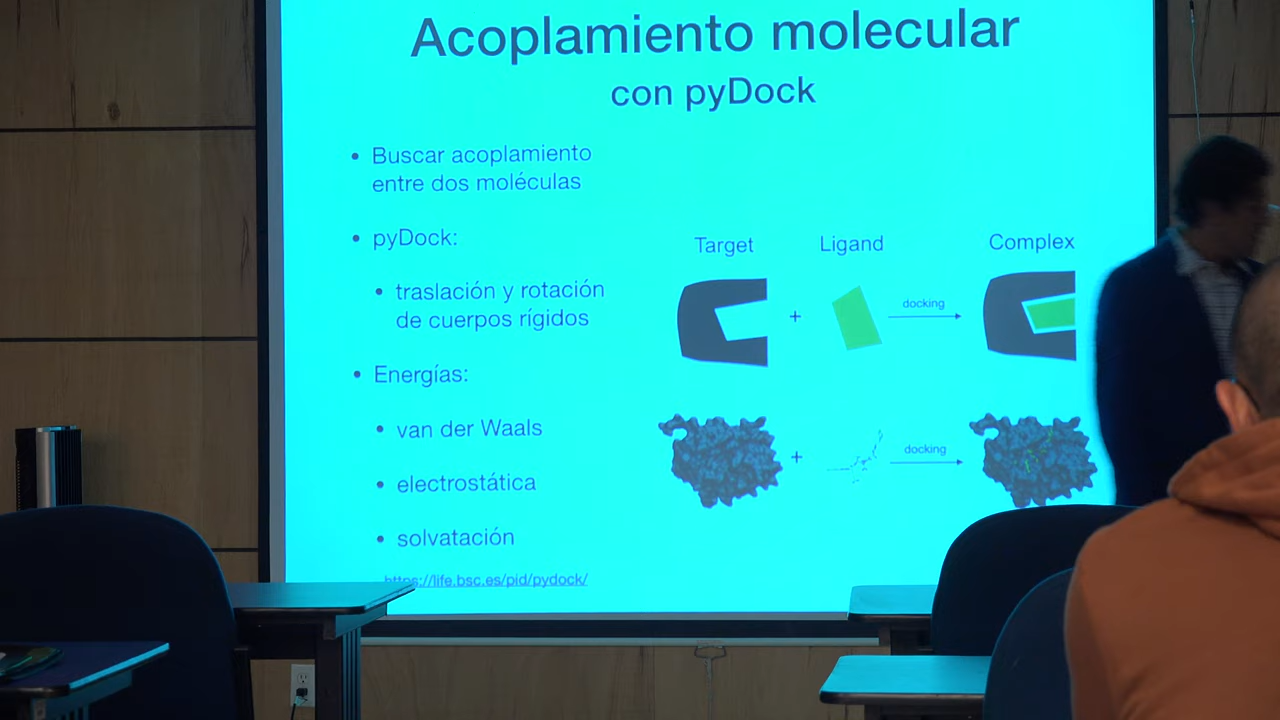 Acoplamiento molecular
con pyDock
• Buscar acoplamiento
entre dos moléculas
• pyDock:
• traslación y rotación
de cuerpos rígidos
• Energías:
• van der Waals
• electrostática
• solvatación
https://life.bsc.es/pid/pydock/
Target
Ligand
Complex
+
docking
+
docking